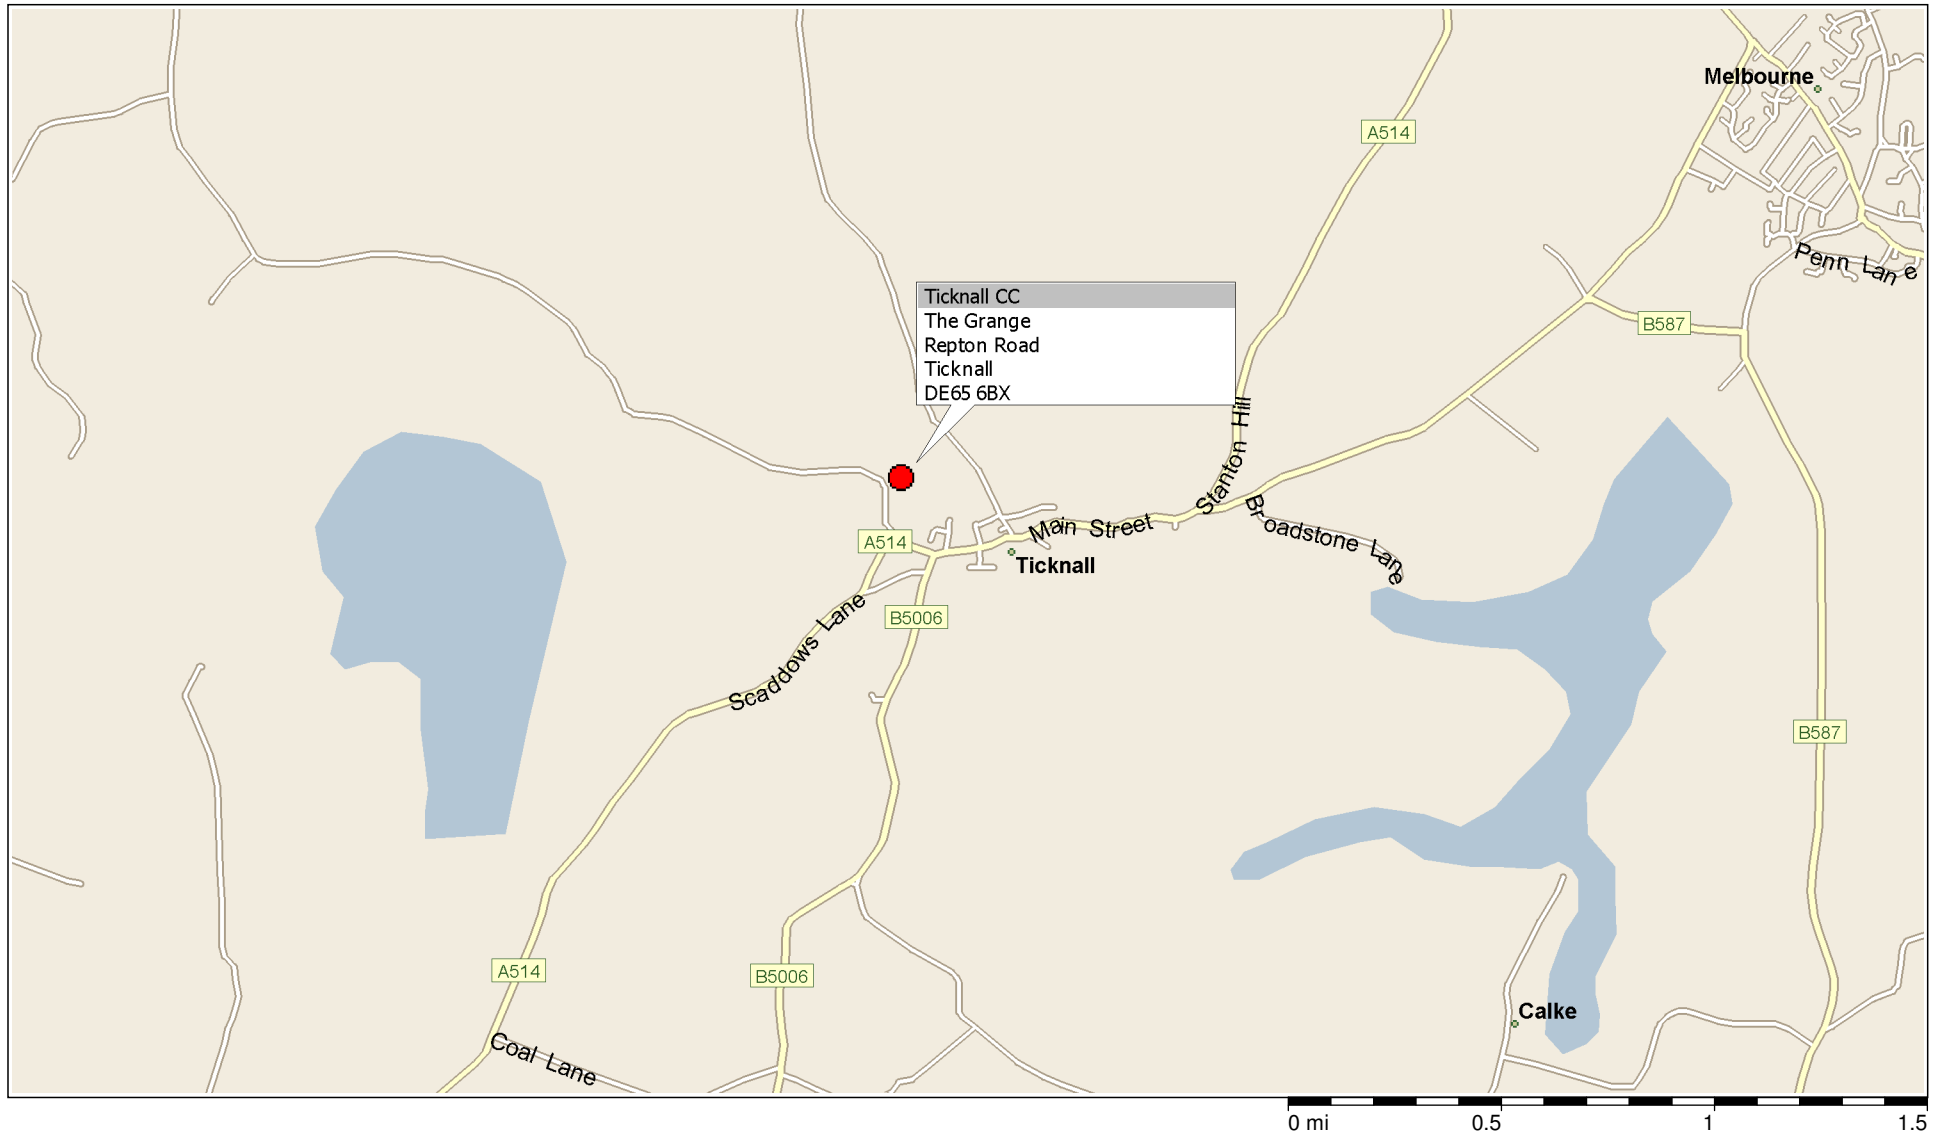 Melbourne
A514
Penn Lane
Ticknall CC
The Grange
Repton Road
Ticknall
DE65 6BX
B587
Stanton Hill
Main Street
Broadstone Lane
A514
Ticknall
B5006
Scaddows Lane
B587
A514
B5006
Calke
Coal Lane
0 mi 0.5 1 1.5